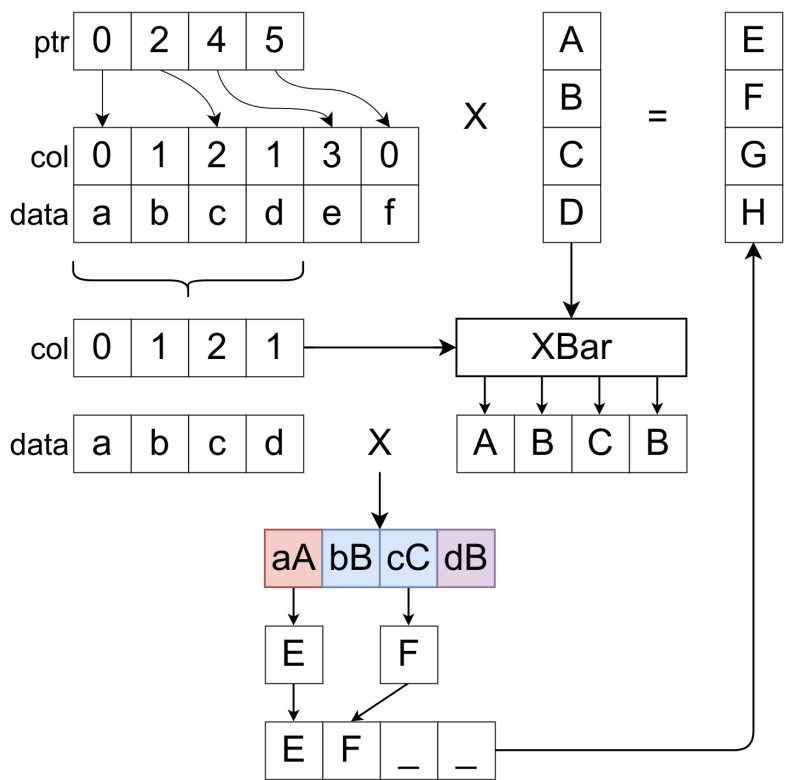 ptr 0 2 4 5
col 0 1 2 1 3 0
data a b c d e f
X
A
B
C
D
=
E
F
G
H
col 0 1 2 1
XBar
data a b c d
X
A B C B
aA bB cC dB
E F
E F _ _